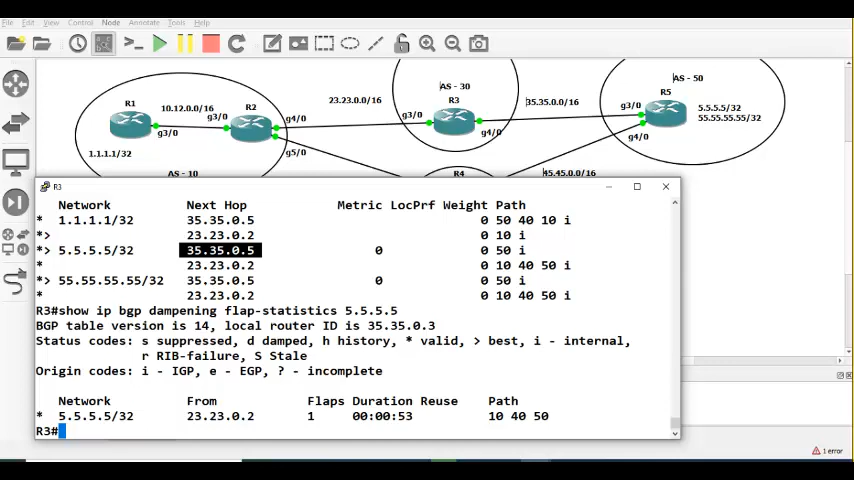 File Edit View Control Node Annotate Tools Help
AS - 30
R3
AS - 50
R5
R1
10.12.0.0/16
R2
23.23.0.0/16
35.35.0.0/16
g3/0
5.5.5.5/32
55.55.55.55/32
g3/0
g3/0
g4/0
g3/0
g4/0
g4/0
g5/0
1.1.1.1/32
AS - 10
R4
45.45.0.0/16
R3
Network Next Hop Metric LocPrf Weight Path
* 1.1.1.1/32 35.35.0.5 0 50 40 10 i
*> 23.23.0.2 0 10 i
*> 5.5.5.5/32 35.35.0.5 0 0 50 i
* 23.23.0.2 0 10 40 50 i
*> 55.55.55.55/32 35.35.0.5 0 0 50 i
* 23.23.0.2 0 10 40 50 i
R3#show ip bgp dampening flap-statistics 5.5.5.5
BGP table version is 14, local router ID is 35.35.0.3
Status codes: s suppressed, d damped, h history, * valid, > best, i - internal,
r RIB-failure, S Stale
Origin codes: i - IGP, e - EGP, ? - incomplete
Network From Flaps Duration Reuse Path
* 5.5.5.5/32 23.23.0.2 1 00:00:53 10 40 50
R3#
1 error